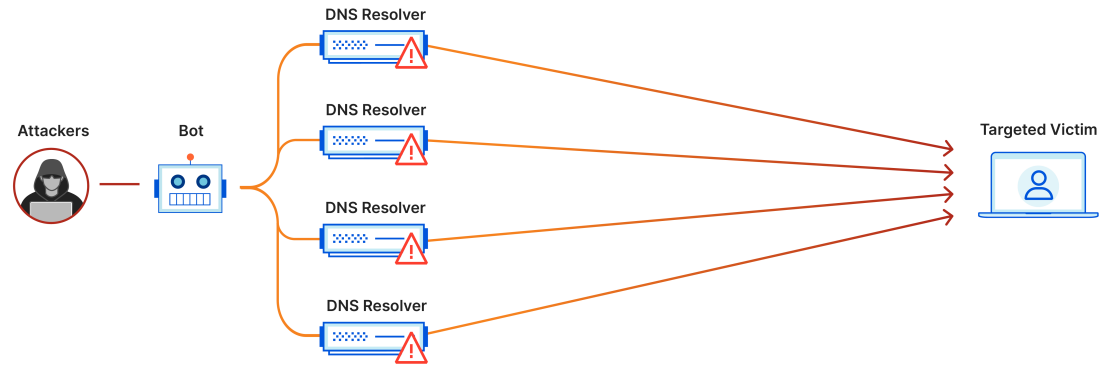 DNS Resolver
DNS Resolver
Attackers
Bot
Targeted Victim
DNS Resolver
DNS Resolver